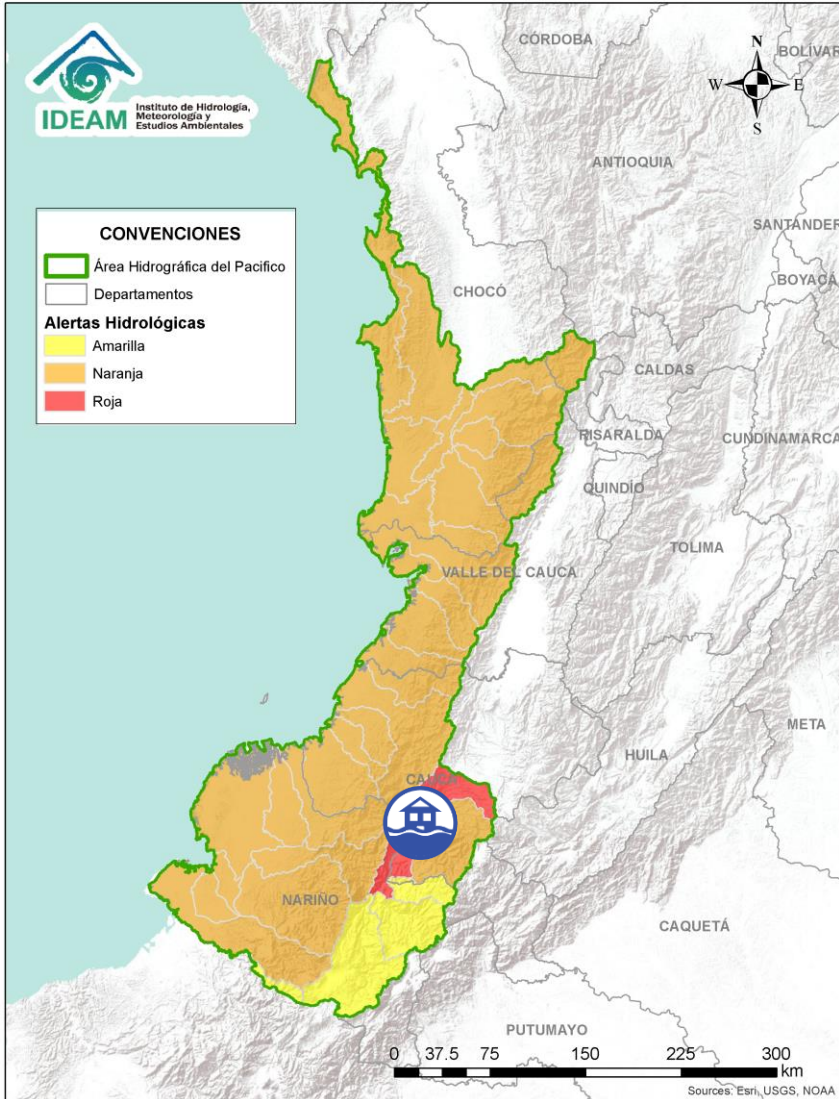 CÓRDOBA
BOLÍVAR
N
W
E
S
IDEAM
Instituto de Hidrología,
Meteorología y
Estudios Ambientales
ANTIOQUIA
SANTANDER
CONVENCIONES
Área Hidrográfica del Pacifico
Departamentos
Alertas Hidrológicas
Amarilla
Naranja
Roja
BOYACÁ
CHOCÓ
CALDAS
RISARALDA
CUNDINAMARCA
QUINDÍO
TOLIMA
VALLE DEL CAUCA
META
HUILA
CAUCA
NARIÑO
CAQUETÁ
PUTUMAYO
0 37.5 75 150 225 300
km
Sources: Esri, USGS, NOAA